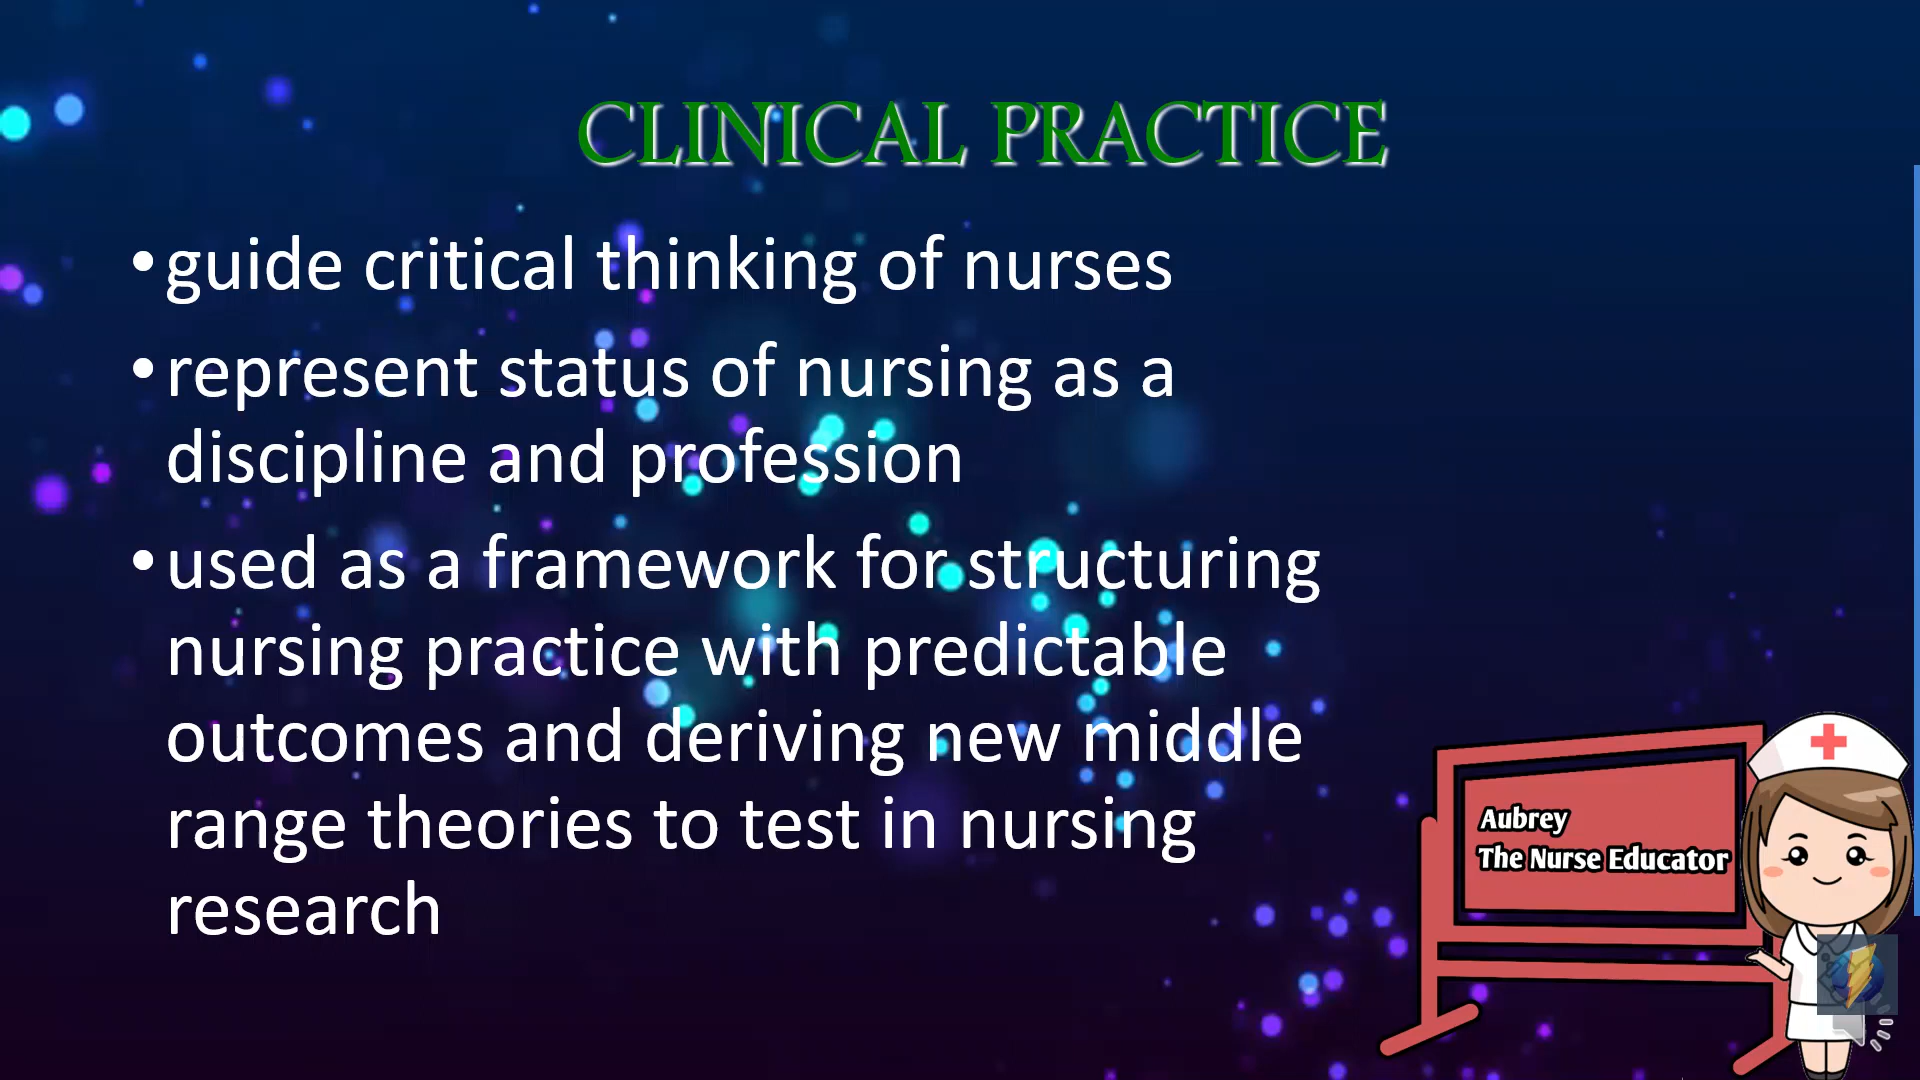 CLINICAL PRACTICE
•guide critical thinking of nurses
•represent status of nursing as a
discipline and profession
•used as a framework for structuring
nursing practice with predictable
outcomes and deriving new middle
range theories to test in nursing
research
Aubrey
The Nurse Educator